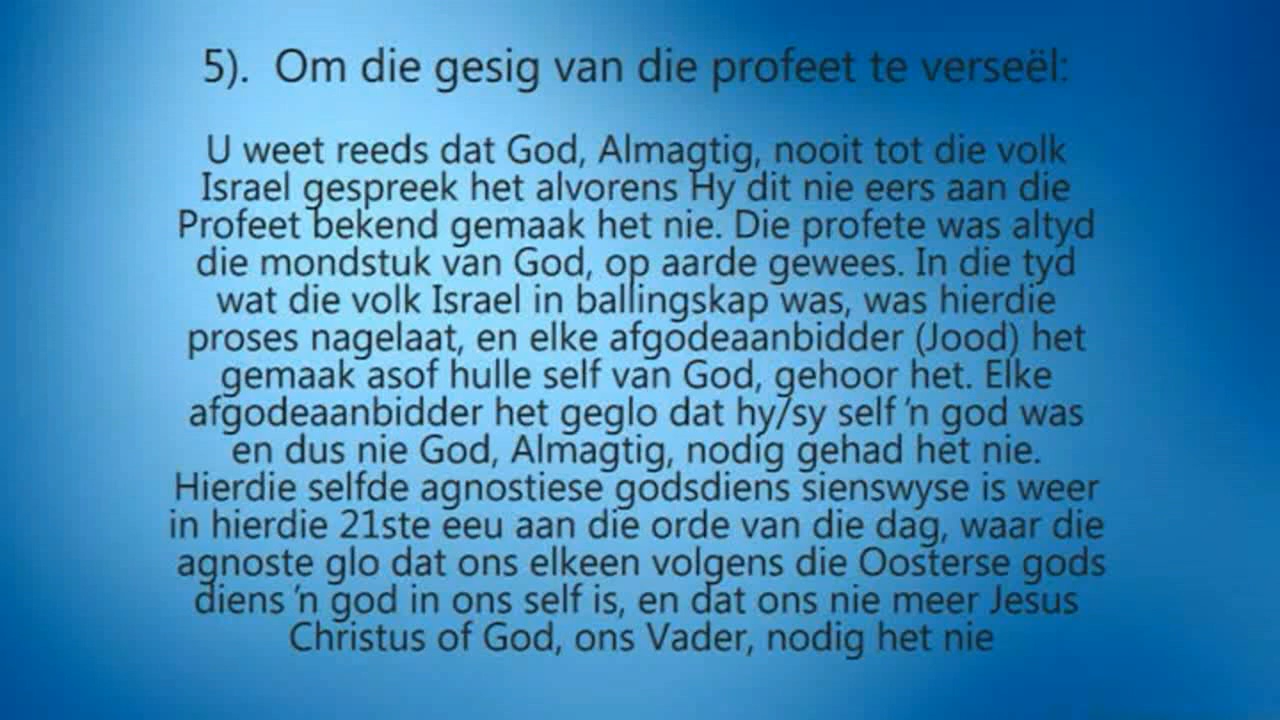 5). Om die gesig van die profeet te verseël:
U weet reeds dat God, Almagtig, nooit tot die volk
Israel gespreek het alvorens Hy dit nie eers aan die
Profeet bekend gemaak het nie. Die profete was altyd
die mondstuk van God, op aarde gewees. In die tyd
wat die volk Israel in ballingskap was, was hierdie
proses nagelaat, en elke afgodeaanbidder (Jood) het
gemaak asof hulle self van God, gehoor het. Elke
afgodeaanbidder het geglo dat hy/sy self 'n god was
en dus nie God, Almagtig, nodig gehad het nie.
Hierdie selfde agnostiese godsdiens sienswyse is weer
in hierdie 21ste eeu aan die orde van die dag, waar die
agnoste glo dat ons elkeen volgens die Oosterse gods
diens 'n god in ons self is, en dat ons nie meer Jesus
Christus of God, ons Vader, nodig het nie